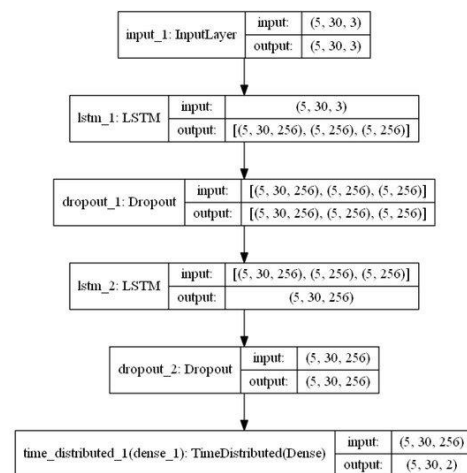 input_1: InputLayer
input: (5, 30, 3)
output: (5, 30, 3)
lstm_1: LSTM
input: (5, 30, 3)
output: [(5, 30, 256), (5, 256), (5, 256)]
dropout_1: Dropout
input: [(5, 30, 256), (5, 256), (5, 256)]
output: [(5, 30, 256), (5, 256), (5, 256)]
lstm_2: LSTM
input: [(5, 30, 256), (5, 256), (5, 256)]
output: (5, 30, 256)
dropout_2: Dropout
input: (5, 30, 256)
output: (5, 30, 256)
time_distributed_1(dense_1): TimeDistributed(Dense)
input: (5, 30, 256)
output: (5, 30, 2)